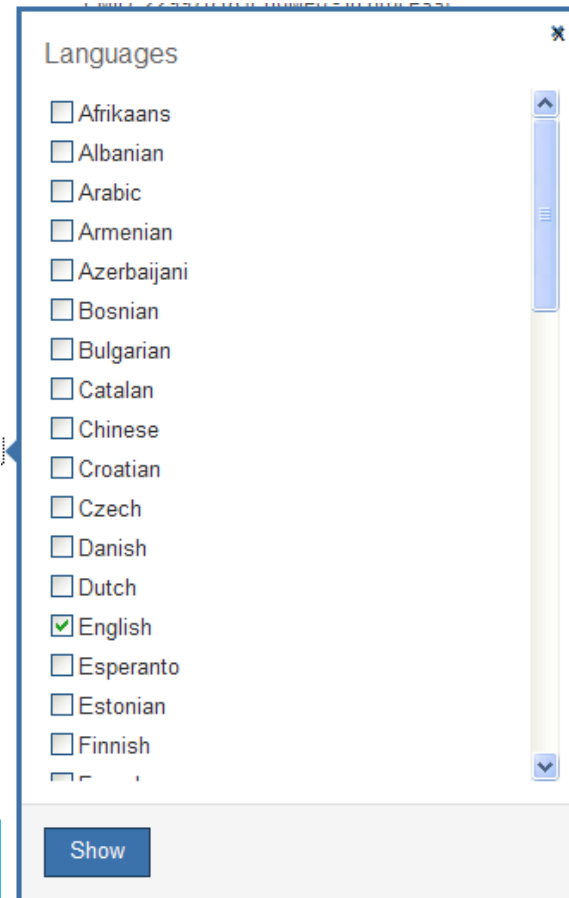 Languages
Afrikaans
Albanian
Arabic
Armenian
Azerbaijani
Bosnian
Bulgarian
Catalan
Chinese
Croatian
Czech
Danish
Dutch
English
Esperanto
Estonian
Finnish
Show